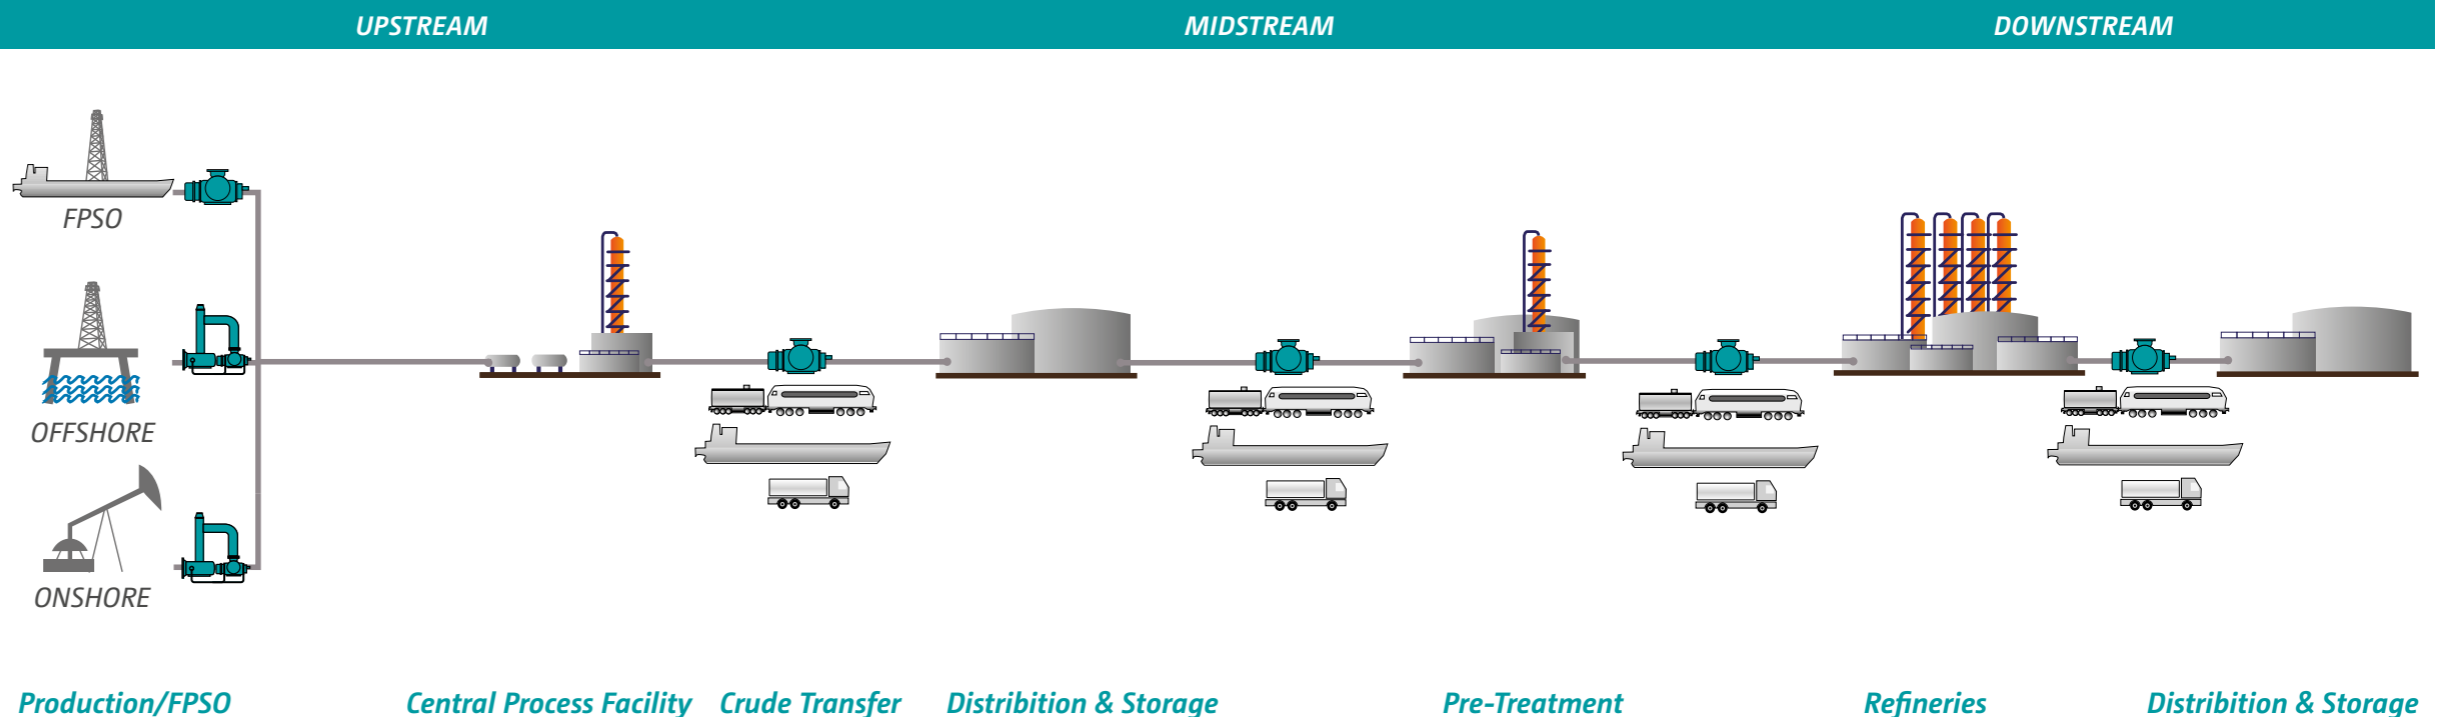 UPSTREAM MIDSTREAM DOWNSTREAM
FPSO
OFFSHORE
ONSHORE
Production/FPSO Central Process Facility Crude Transfer Distribition & Storage Pre-Treatment Refineries Distribition & Storage